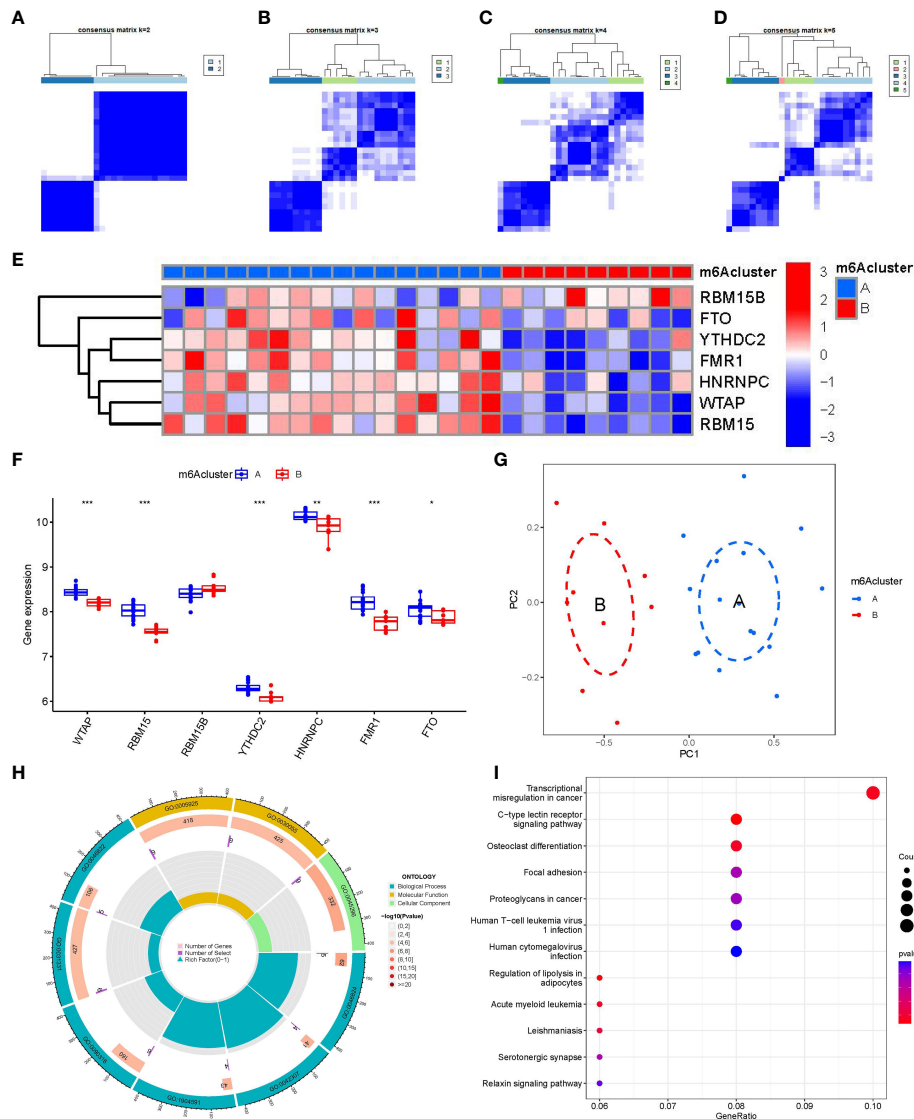 A
consensus matrix k=2
1
2
B
consensus matrix k=3
1
2
3
C
consensus matrix k=4
1
2
3
4
D
consensus matrix k=5
1
2
3
4
5
E
m6Acluster
RBM15B
FTO
YTHDC2
FMR1
HNRNPC
WTAP
RBM15
3
2
1
0
-1
-2
-3
m6Acluster
A
B
F
m6Acluster A B
*** *** *** ** *** *
Gene expression
10
9
8
7
6
WTAP
RBM15
RBM15B
YTHDC2
HNRNPC
FMR1
FTO
G
PC2
0.2
0.0
−0.2
B
A
−0.5
0.0
0.5
PC1
m6Acluster
A
B
H
418
425
332
62
106
427
160
ONTOLOGY
Biological Process
Molecular Function
Cellular Component
−log10(Pvalue)
(0,2]
(2,4]
(4,6]
(6,8]
(8,10]
(10,15]
(15,20]
>=20
Number of Genes
Number of Select
Rich Factor(0−1)
I
Transcriptional
misregulation in cancer
C-type lectin receptor
signaling pathway
Osteoclast differentiation
Focal adhesion
Proteoglycans in cancer
Human T-cell leukemia virus
1 infection
Human cytomegalovirus
infection
Regulation of lipolysis in
adipocytes
Acute myeloid leukemia
Leishmaniasis
Serotonergic synapse
Relaxin signaling pathway
0.06
0.07
0.08
0.09
0.10
GeneRatio
Cou
pvalu